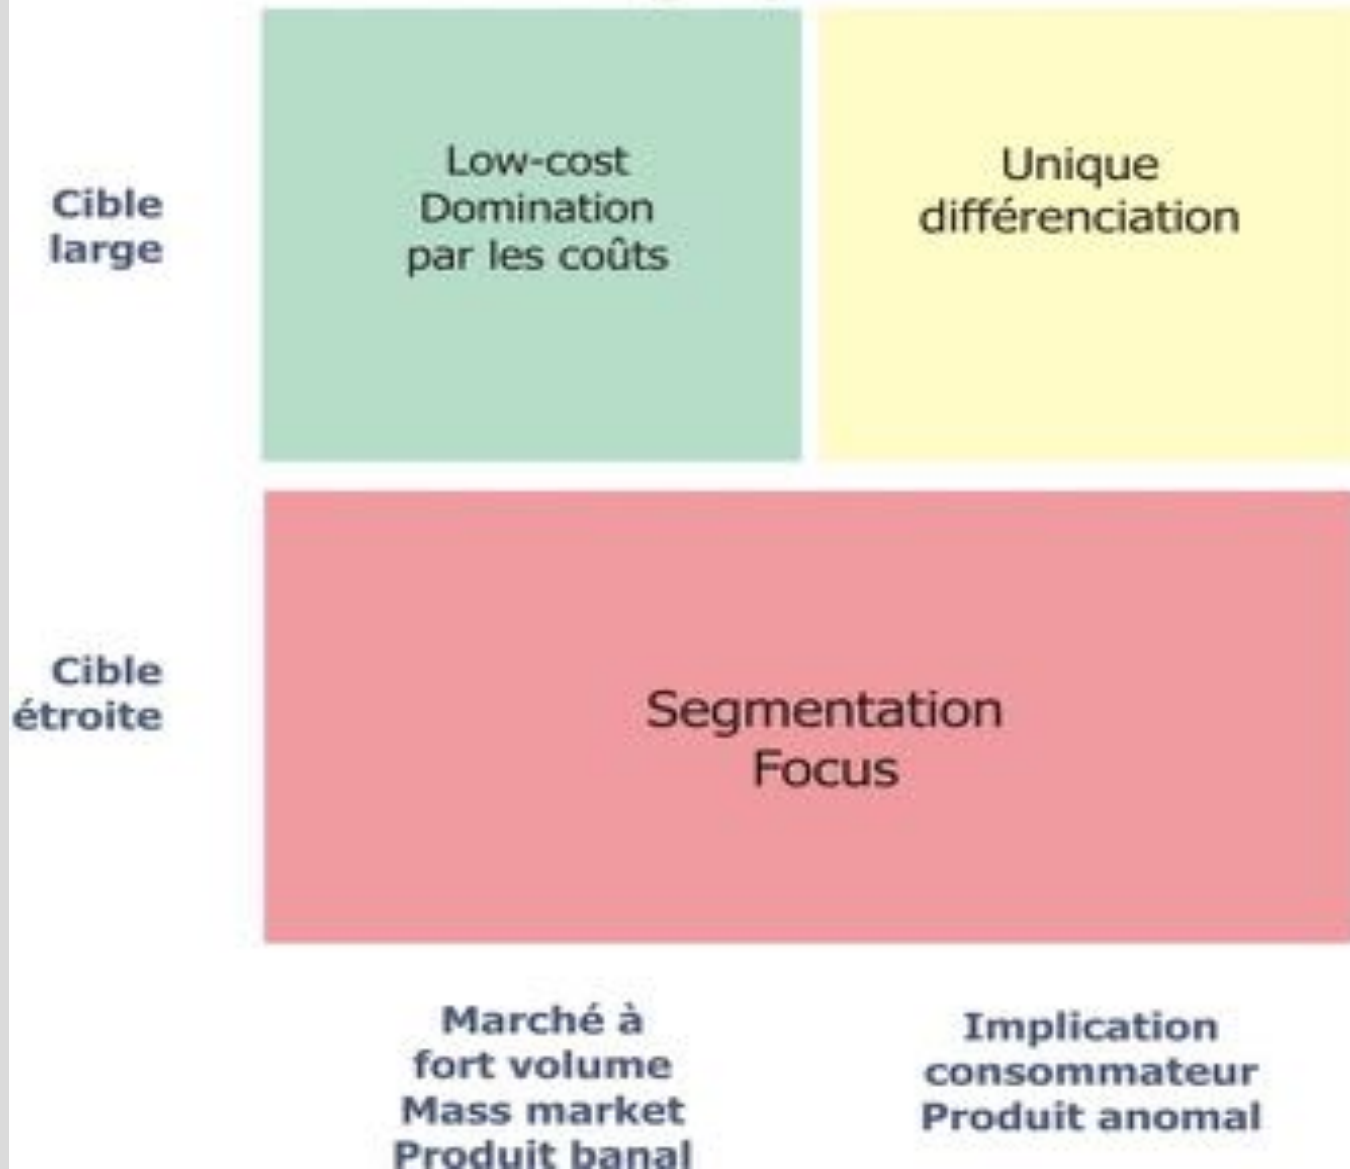 Cible
large
Low-cost
Domination
par les coûts
Unique
différenciation
Cible
étroite
Segmentation
Focus
Marché à
fort volume
Mass market
Produit banal
Implication
consommateur
Produit anomal